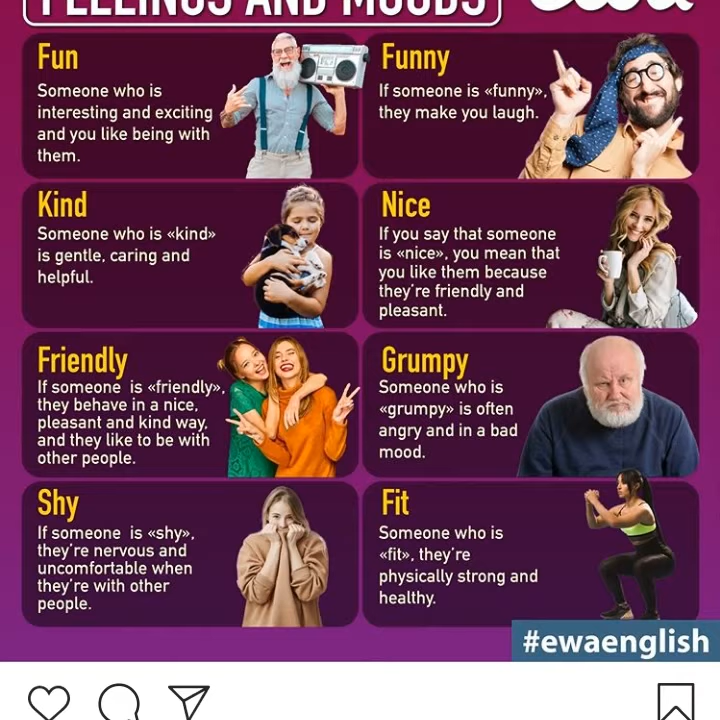 FEELINGS AND MOODS
Fun
Someone who is
interesting and exciting
and you like being with
them.
Funny
If someone is «funny»,
they make you laugh.
Kind
Someone who is «kind»
is gentle, caring and
helpful.
Nice
If you say that someone
is «nice», you mean that
you like them because
they're friendly and
pleasant.
Friendly
If someone is «friendly»,
they behave in a nice,
pleasant and kind way,
and they like to be with
other people.
Grumpy
Someone who is
«grumpy» is often
angry and in a bad
mood.
Shy
If someone is «shy»,
they're nervous and
uncomfortable when
they're with other
people.
Fit
Someone who is
«fit», they're
physically strong and
healthy.
#ewaenglish